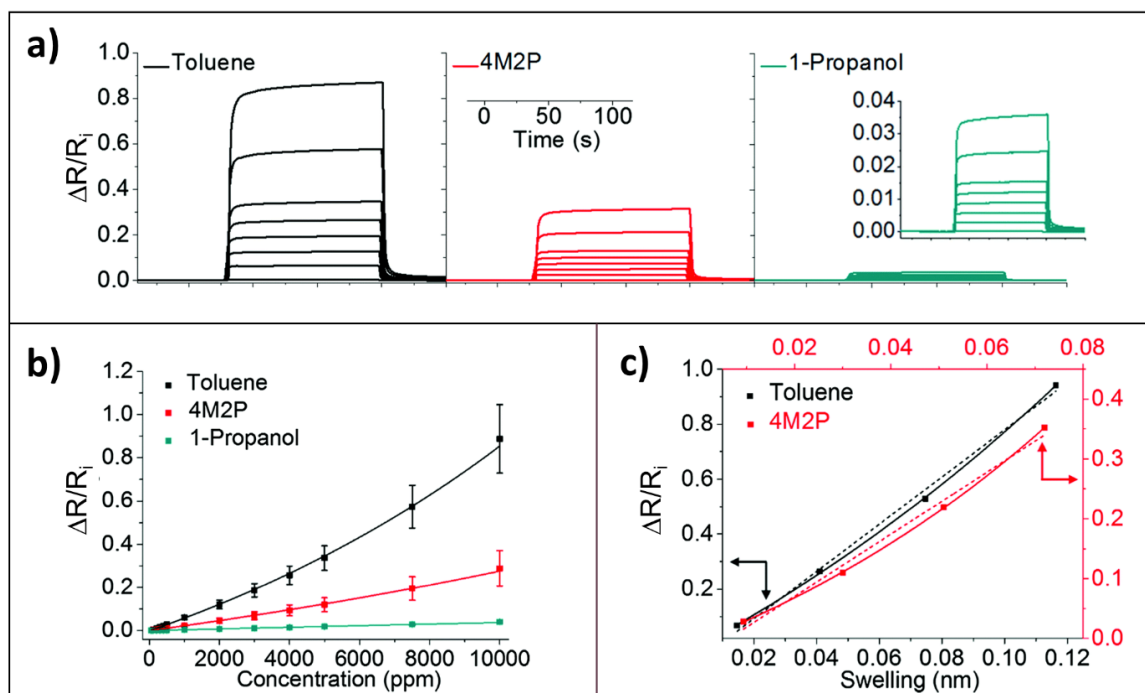 a)
1.0
0.8
0.6
0.4
0.2
0.0
ΔR/Ri
Toluene
4M2P
0 50 100
Time (s)
1-Propanol
0.04
0.03
0.02
0.01
0.00
b)
1.2
1.0
0.8
0.6
0.4
0.2
0.0
ΔR/Ri
Toluene
4M2P
1-Propanol
0 2000 4000 6000 8000 10000
Concentration (ppm)
c)
0.02 0.04 0.06 0.08
1.0
0.8
0.6
0.4
0.2
ΔR/Ri
Toluene
4M2P
0.4
0.3
0.2
0.1
0.0
0.02 0.04 0.06 0.08 0.10 0.12
Swelling (nm)